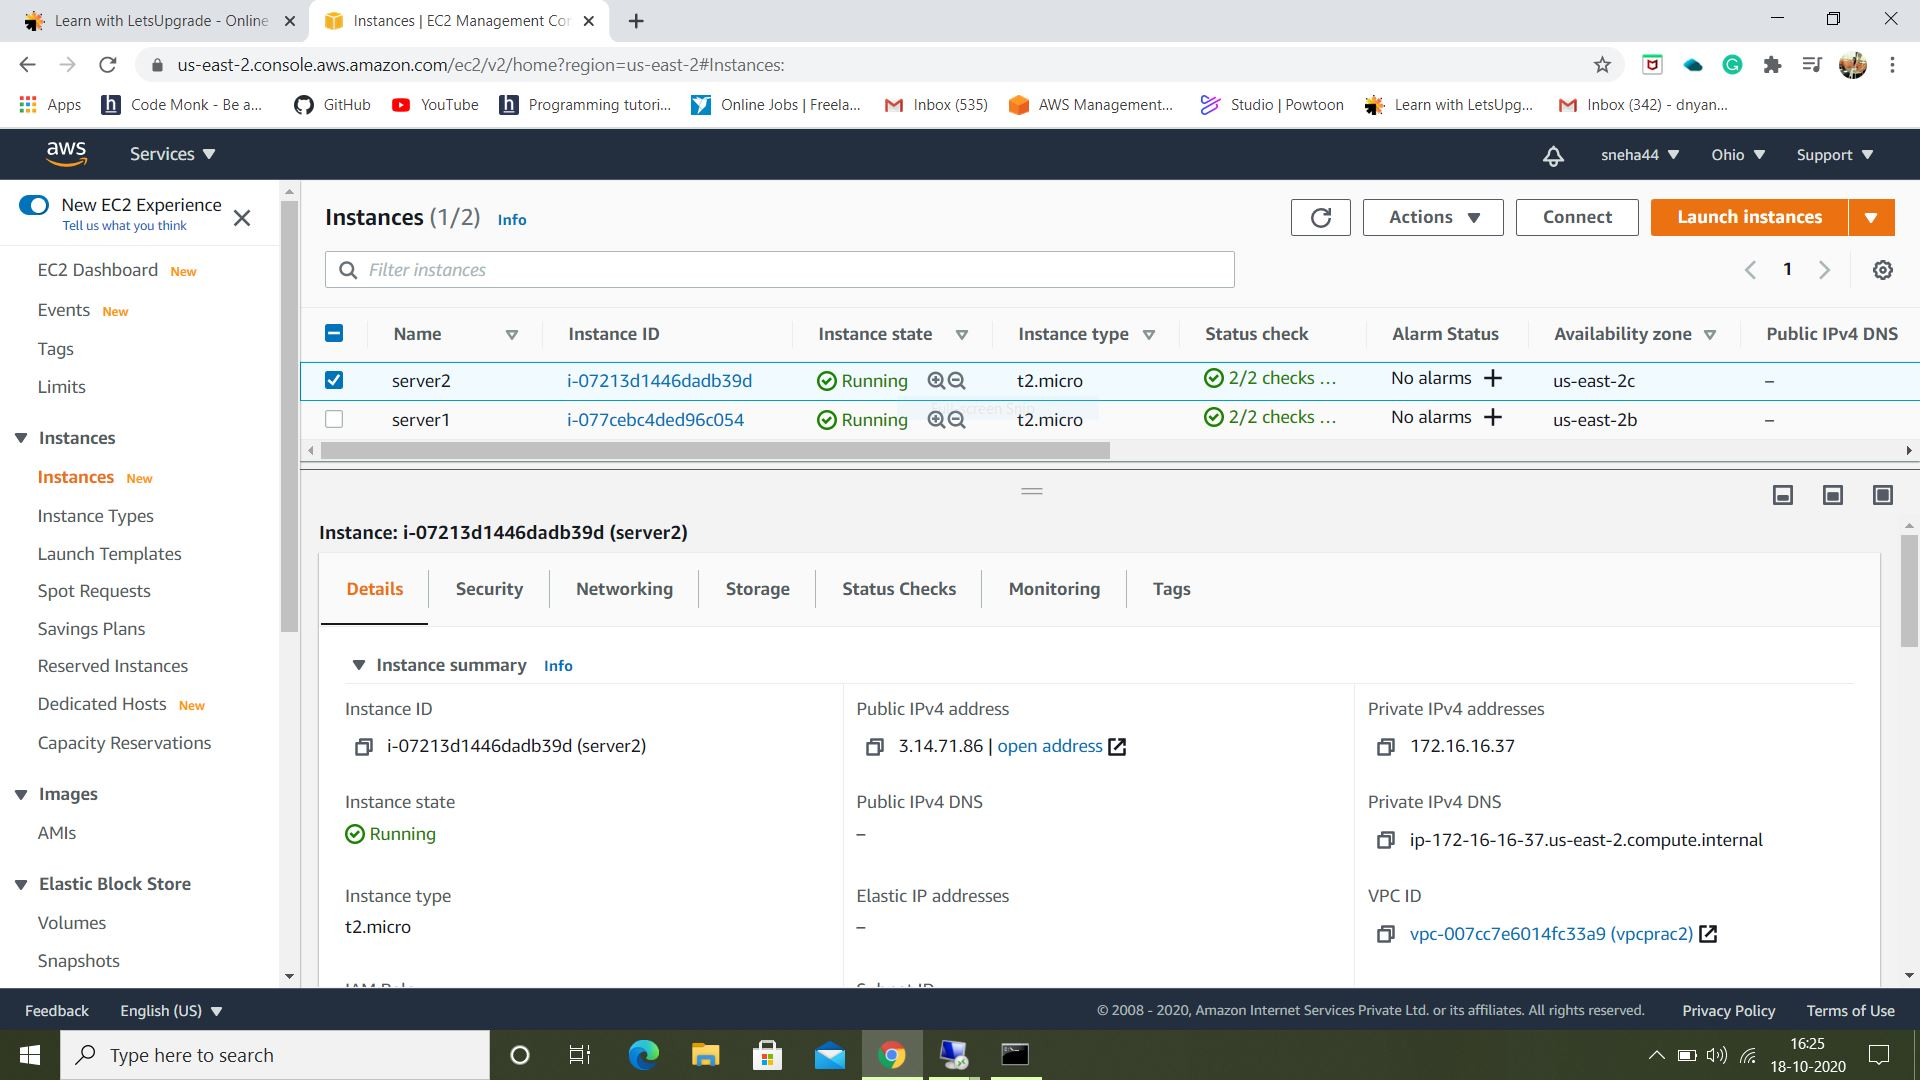 Learn with LetsUpgrade - Online
Instances | EC2 Management Con
us-east-2.console.aws.amazon.com/ec2/v2/home?region=us-east-2#Instances:
Apps
Code Monk - Be a...
GitHub
YouTube
Programming tutori...
Online Jobs | Freela...
Inbox (535)
AWS Management...
Studio | Powtoon
Learn with LetsUpg...
Inbox (342) - dnyan...
aws
Services
sneha44
Ohio
Support
New EC2 Experience
Tell us what you think
EC2 Dashboard New
Events New
Tags
Limits
Instances
Instances New
Instance Types
Launch Templates
Spot Requests
Savings Plans
Reserved Instances
Dedicated Hosts New
Capacity Reservations
Images
AMIs
Elastic Block Store
Volumes
Snapshots
Instances (1/2) Info
Actions
Connect
Launch instances
Filter instances
1
Name Instance ID Instance state Instance type Status check Alarm Status Availability zone Public IPv4 DNS
server2 i-07213d1446dadb39d Running t2.micro 2/2 checks ... No alarms + us-east-2c –
server1 i-077cebc4ded96c054 Running t2.micro 2/2 checks ... No alarms + us-east-2b –
Instance: i-07213d1446dadb39d (server2)
Details Security Networking Storage Status Checks Monitoring Tags
Instance summary Info
Instance ID
i-07213d1446dadb39d (server2)
Public IPv4 address
3.14.71.86 | open address
Private IPv4 addresses
172.16.16.37
Instance state
Running
Public IPv4 DNS
–
Private IPv4 DNS
ip-172-16-16-37.us-east-2.compute.internal
Instance type
t2.micro
Elastic IP addresses
–
VPC ID
vpc-007cc7e6014fc33a9 (vpcprac2)
Feedback
English (US)
© 2008 - 2020, Amazon Internet Services Private Ltd. or its affiliates. All rights reserved.
Privacy Policy
Terms of Use
Type here to search
16:25
18-10-2020